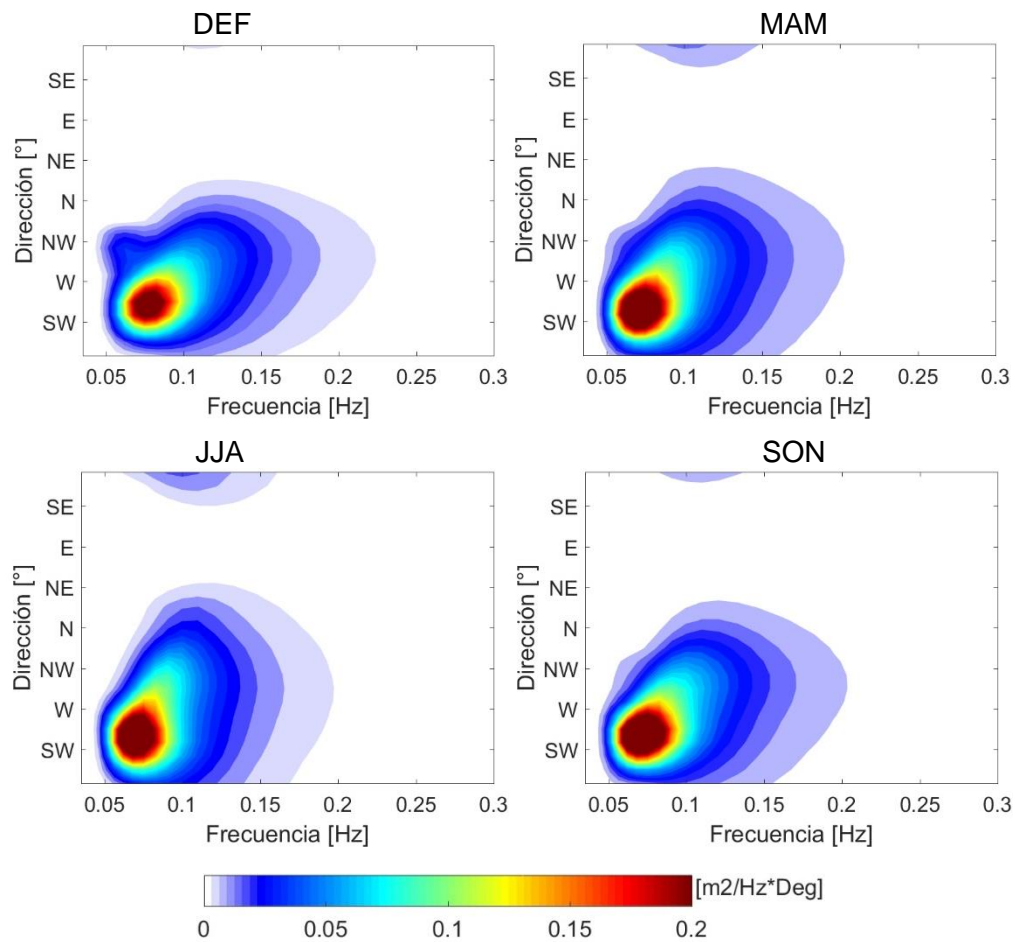 DEF
MAM
Dirección [°]
SE
E
NE
N
NW
W
SW
0.05 0.1 0.15 0.2 0.25 0.3
Frecuencia [Hz]
Dirección [°]
SE
E
NE
N
NW
W
SW
0.05 0.1 0.15 0.2 0.25 0.3
Frecuencia [Hz]
JJA
SON
Dirección [°]
SE
E
NE
N
NW
W
SW
0.05 0.1 0.15 0.2 0.25 0.3
Frecuencia [Hz]
Dirección [°]
SE
E
NE
N
NW
W
SW
0.05 0.1 0.15 0.2 0.25 0.3
Frecuencia [Hz]
[m2/Hz*Deg]
0 0.05 0.1 0.15 0.2